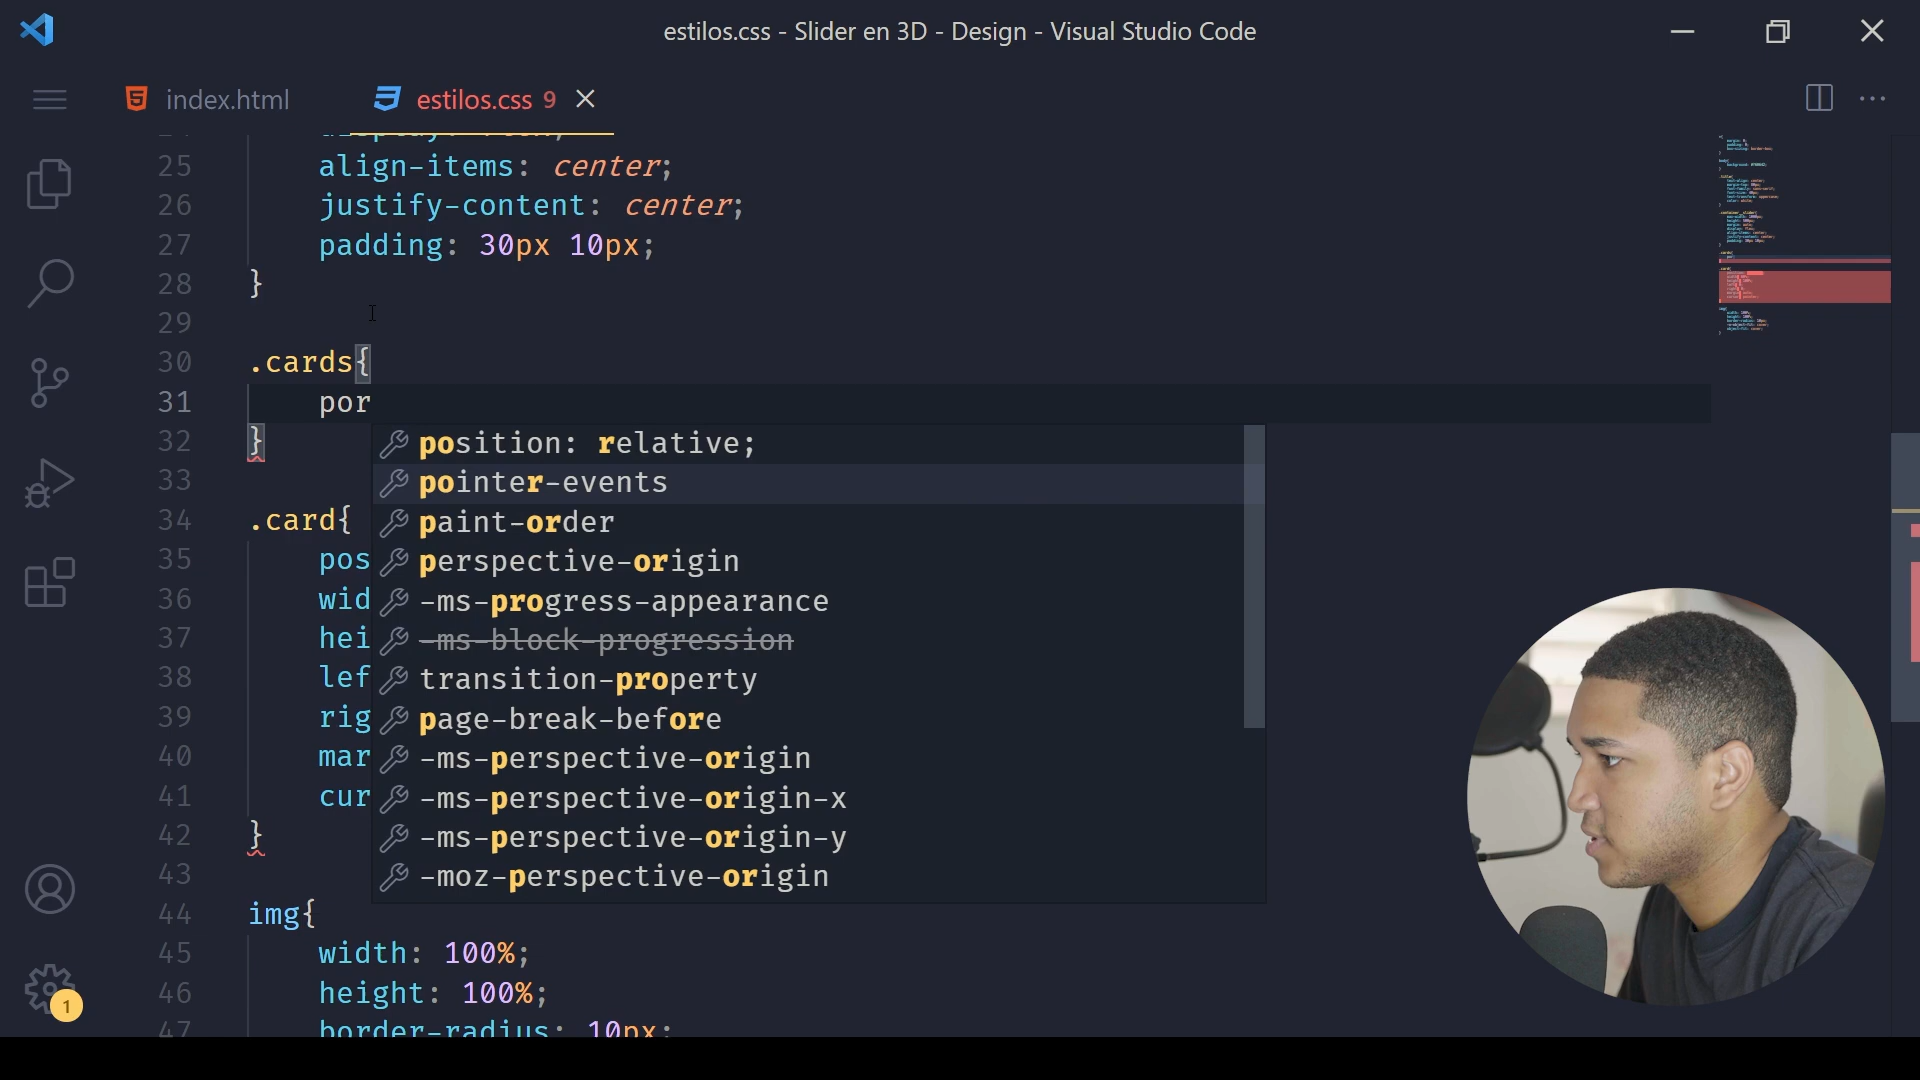 estilos.css - Slider en 3D - Design - Visual Studio Code
index.html
estilos.css 9
25 align-items: center;
26 justify-content: center;
27 padding: 30px 10px;
28 }
29
30 .cards{
31 por
32 }
position: relative;
33
pointer-events
34 .card{
paint-order
35 pos
perspective-origin
36 wid
-ms-progress-appearance
37 hei
-ms-block-progression
38 lef
transition-property
39 rig
page-break-before
40 mar
-ms-perspective-origin
41 cur
-ms-perspective-origin-x
42 }
-ms-perspective-origin-y
43
-moz-perspective-origin
44 img{
45 width: 100%;
46 height: 100%;
47 border-radius: 10px;
1